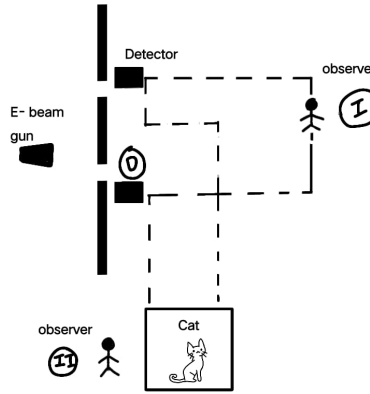 Detector
observer
I
E- beam
gun
D
Cat
observer
II